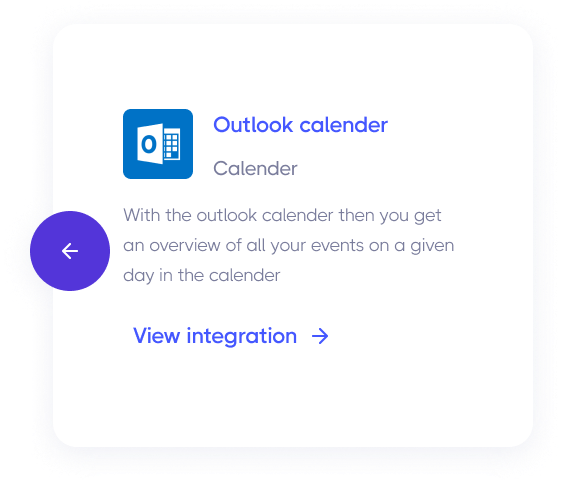 Outlook calender
Calender
With the outlook calender then you get
an overview of all your events on a given
day in the calender
View integration